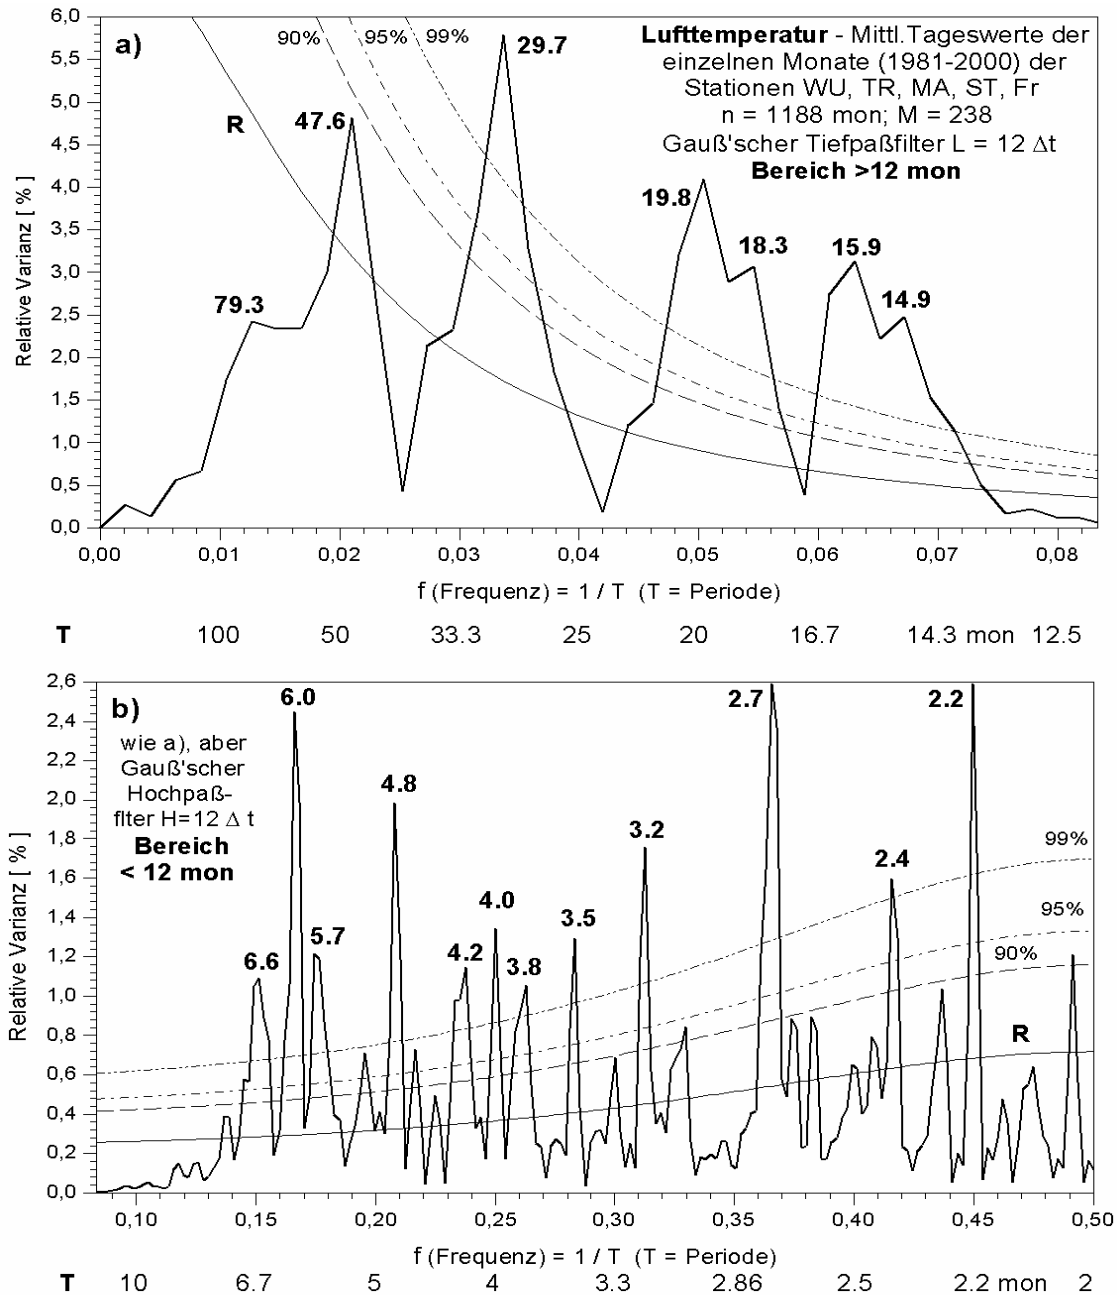 a)
Lufttemperatur - Mittl.Tageswerte der
einzelnen Monate (1981-2000) der
Stationen WU, TR, MA, ST, Fr
n = 1188 mon; M = 238
Gauß'scher Tiefpaßfilter L = 12 Δt
Bereich >12 mon
90%
95%
99%
R
79.3
47.6
29.7
19.8
18.3
15.9
14.9
Relative Varianz [ % ]
6,0
5,5
5,0
4,5
4,0
3,5
3,0
2,5
2,0
1,5
1,0
0,5
0,0
0,00 0,01 0,02 0,03 0,04 0,05 0,06 0,07 0,08
f (Frequenz) = 1 / T (T = Periode)
T 100 50 33.3 25 20 16.7 14.3 mon 12.5
b)
wie a), aber
Gauß'scher
Hochpaß-
flter H=12 Δ t
Bereich
< 12 mon
6.6
6.0
5.7
4.8
4.2
4.0
3.8
3.5
3.2
2.7
2.4
2.2
99%
95%
90%
R
Relative Varianz [ % ]
2,6
2,4
2,2
2,0
1,8
1,6
1,4
1,2
1,0
0,8
0,6
0,4
0,2
0,0
0,10 0,15 0,20 0,25 0,30 0,35 0,40 0,45 0,50
f (Frequenz) = 1 / T (T = Periode)
T 10 6.7 5 4 3.3 2.86 2.5 2.2 mon 2